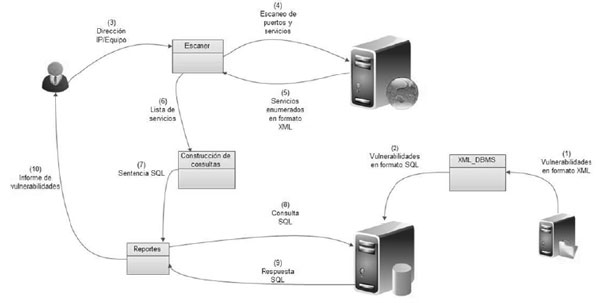 (3)
Dirección
IP/Equipo
Escaner
(4)
Escaneo de
puertos y
servicios
(5)
Servicios
enumerados
en formato
XML
(6)
Lista de
servicios
Construcción de
consultas
(7)
Sentencia SQL
(10)
Informe de
vulnerabilidades
(2)
Vulnerabilidades
en formato SQL
XML_DBMS
(1)
Vulnerabilidades
en formato XML
(8)
Consulta
SQL
Reportes
(9)
Respuesta
SQL